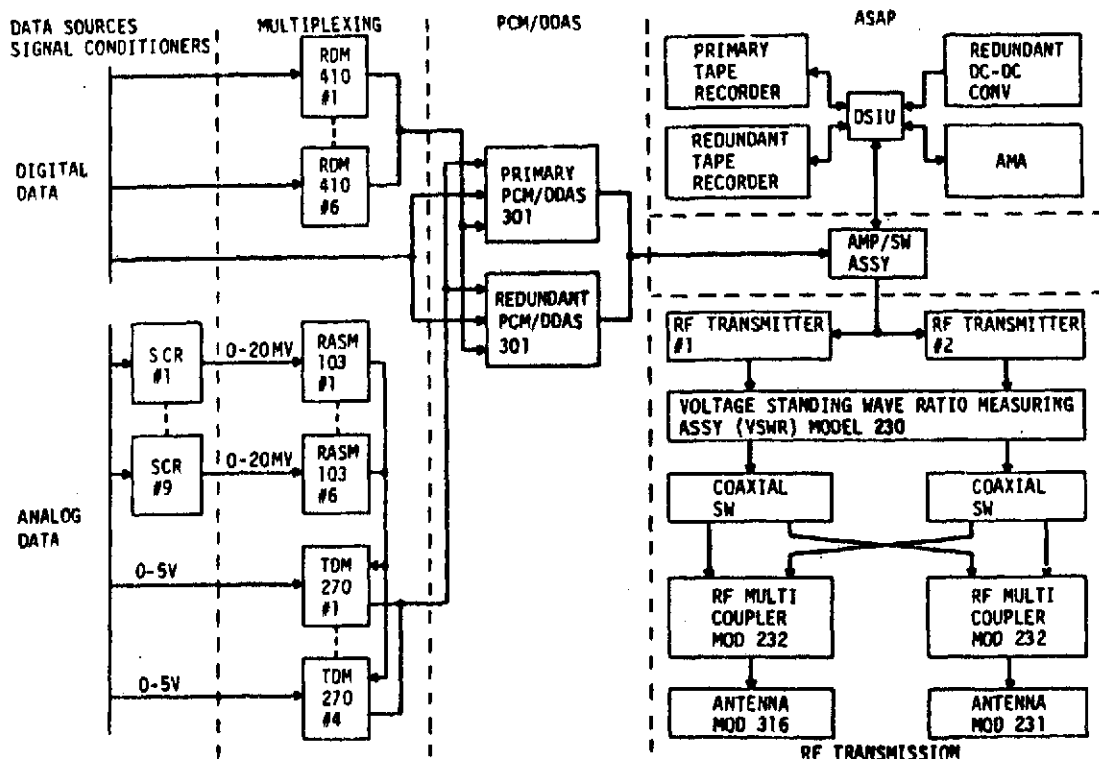 DATA SOURCES
SIGNAL CONDITIONERS
MULTIPLEXING
PCM/DDAS
ASAP
DIGITAL
DATA
RDM
410
#1
RDM
410
#6
PRIMARY
PCM/DDAS
301
REDUNDANT
PCM/DDAS
301
PRIMARY
TAPE
RECORDER
REDUNDANT
DC-DC
CONV
DSIU
REDUNDANT
TAPE
RECORDER
AMA
AMP/SW
ASSY
ANALOG
DATA
SCR
#1
0-20MV
RASM
103
#1
SCR
#9
0-20MV
RASM
103
#6
0-5V
TDM
270
#1
0-5V
TDM
270
#4
RF TRANSMITTER
#1
RF TRANSMITTER
#2
VOLTAGE STANDING WAVE RATIO MEASURING
ASSY (VSWR) MODEL 230
COAXIAL
SW
COAXIAL
SW
RF MULTI
COUPLER
MOD 232
RF MULTI
COUPLER
MOD 232
ANTENNA
MOD 316
ANTENNA
MOD 231
RF TRANSMISSION